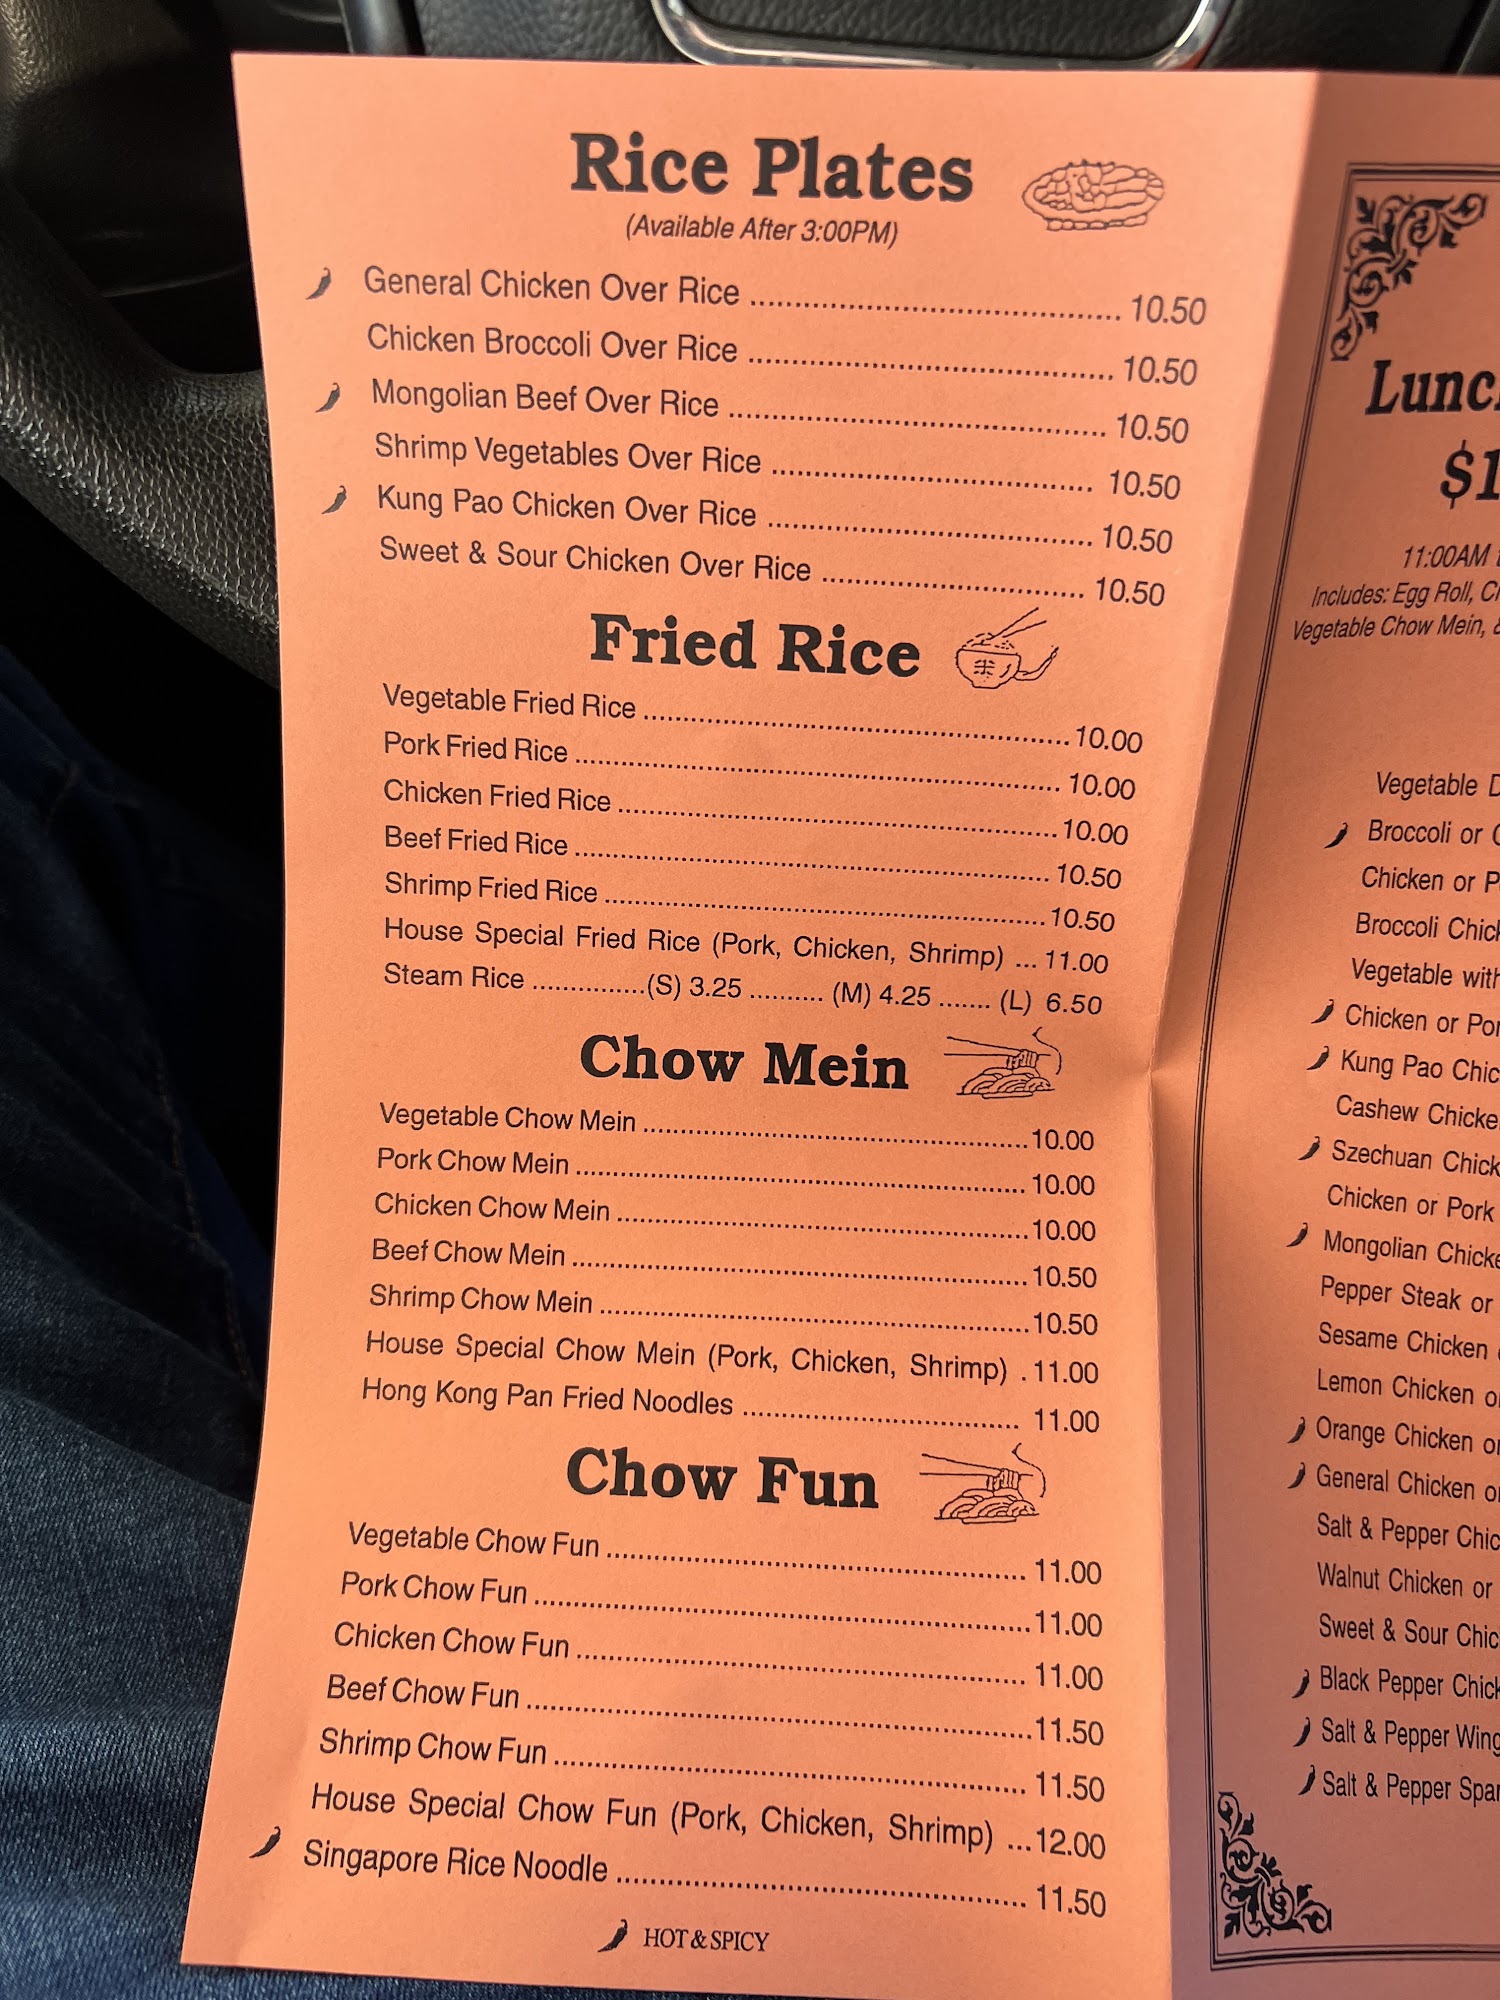 Rice Plates
(Available After 3:00PM)
General Chicken Over Rice ............ 10.50
Chicken Broccoli Over Rice ............ 10.50
Mongolian Beef Over Rice ............ 10.50
Shrimp Vegetables Over Rice ............ 10.50
Kung Pao Chicken Over Rice ............ 10.50
Sweet & Sour Chicken Over Rice ............ 10.50
Fried Rice
Vegetable Fried Rice ............ 10.00
Pork Fried Rice ............ 10.00
Chicken Fried Rice ............ 10.00
Beef Fried Rice ............ 10.50
Shrimp Fried Rice ............ 10.50
House Special Fried Rice (Pork, Chicken, Shrimp) ... 11.00
Steam Rice ..............(S) 3.25 .......... (M) 4.25 ....... (L) 6.50
Chow Mein
Vegetable Chow Mein ............ 10.00
Pork Chow Mein ............ 10.00
Chicken Chow Mein ............ 10.00
Beef Chow Mein ............ 10.50
Shrimp Chow Mein ............ 10.50
House Special Chow Mein (Pork, Chicken, Shrimp) . 11.00
Hong Kong Pan Fried Noodles ............ 11.00
Chow Fun
Vegetable Chow Fun ............ 11.00
Pork Chow Fun ............ 11.00
Chicken Chow Fun ............ 11.00
Beef Chow Fun ............ 11.50
Shrimp Chow Fun ............ 11.50
House Special Chow Fun (Pork, Chicken, Shrimp) ...12.00
Singapore Rice Noodle ............ 11.50
HOT & SPICY
$1
11:00AM
Includes: Egg Roll,
Vegetable Chow Mein,
Vegetable
Broccoli or
Chicken or
Broccoli
Vegetable
Chicken or
Kung Pao
Cashew
Szechuan
Chicken or Pork
Mongolian
Pepper Steak or
Sesame Chicken
Lemon Chicken
Orange Chicken
General Chicken
Salt & Pepper
Walnut Chicken or
Sweet & Sour
Black Pepper
Salt & Pepper
Salt & Pepper